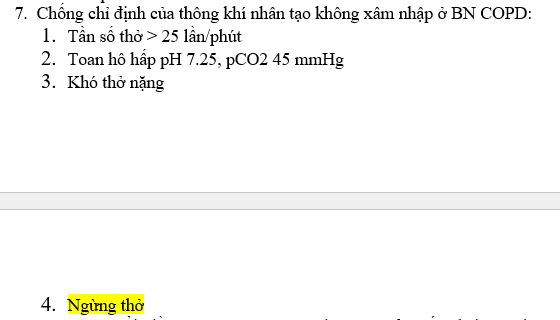 7. Chống chỉ định của thông khí nhân tạo không xâm nhập ở BN COPD:
1. Tần số thở > 25 lần/phút
2. Toan hô hấp pH 7.25, pCO2 45 mmHg
3. Khó thở nặng
4. Ngừng thở